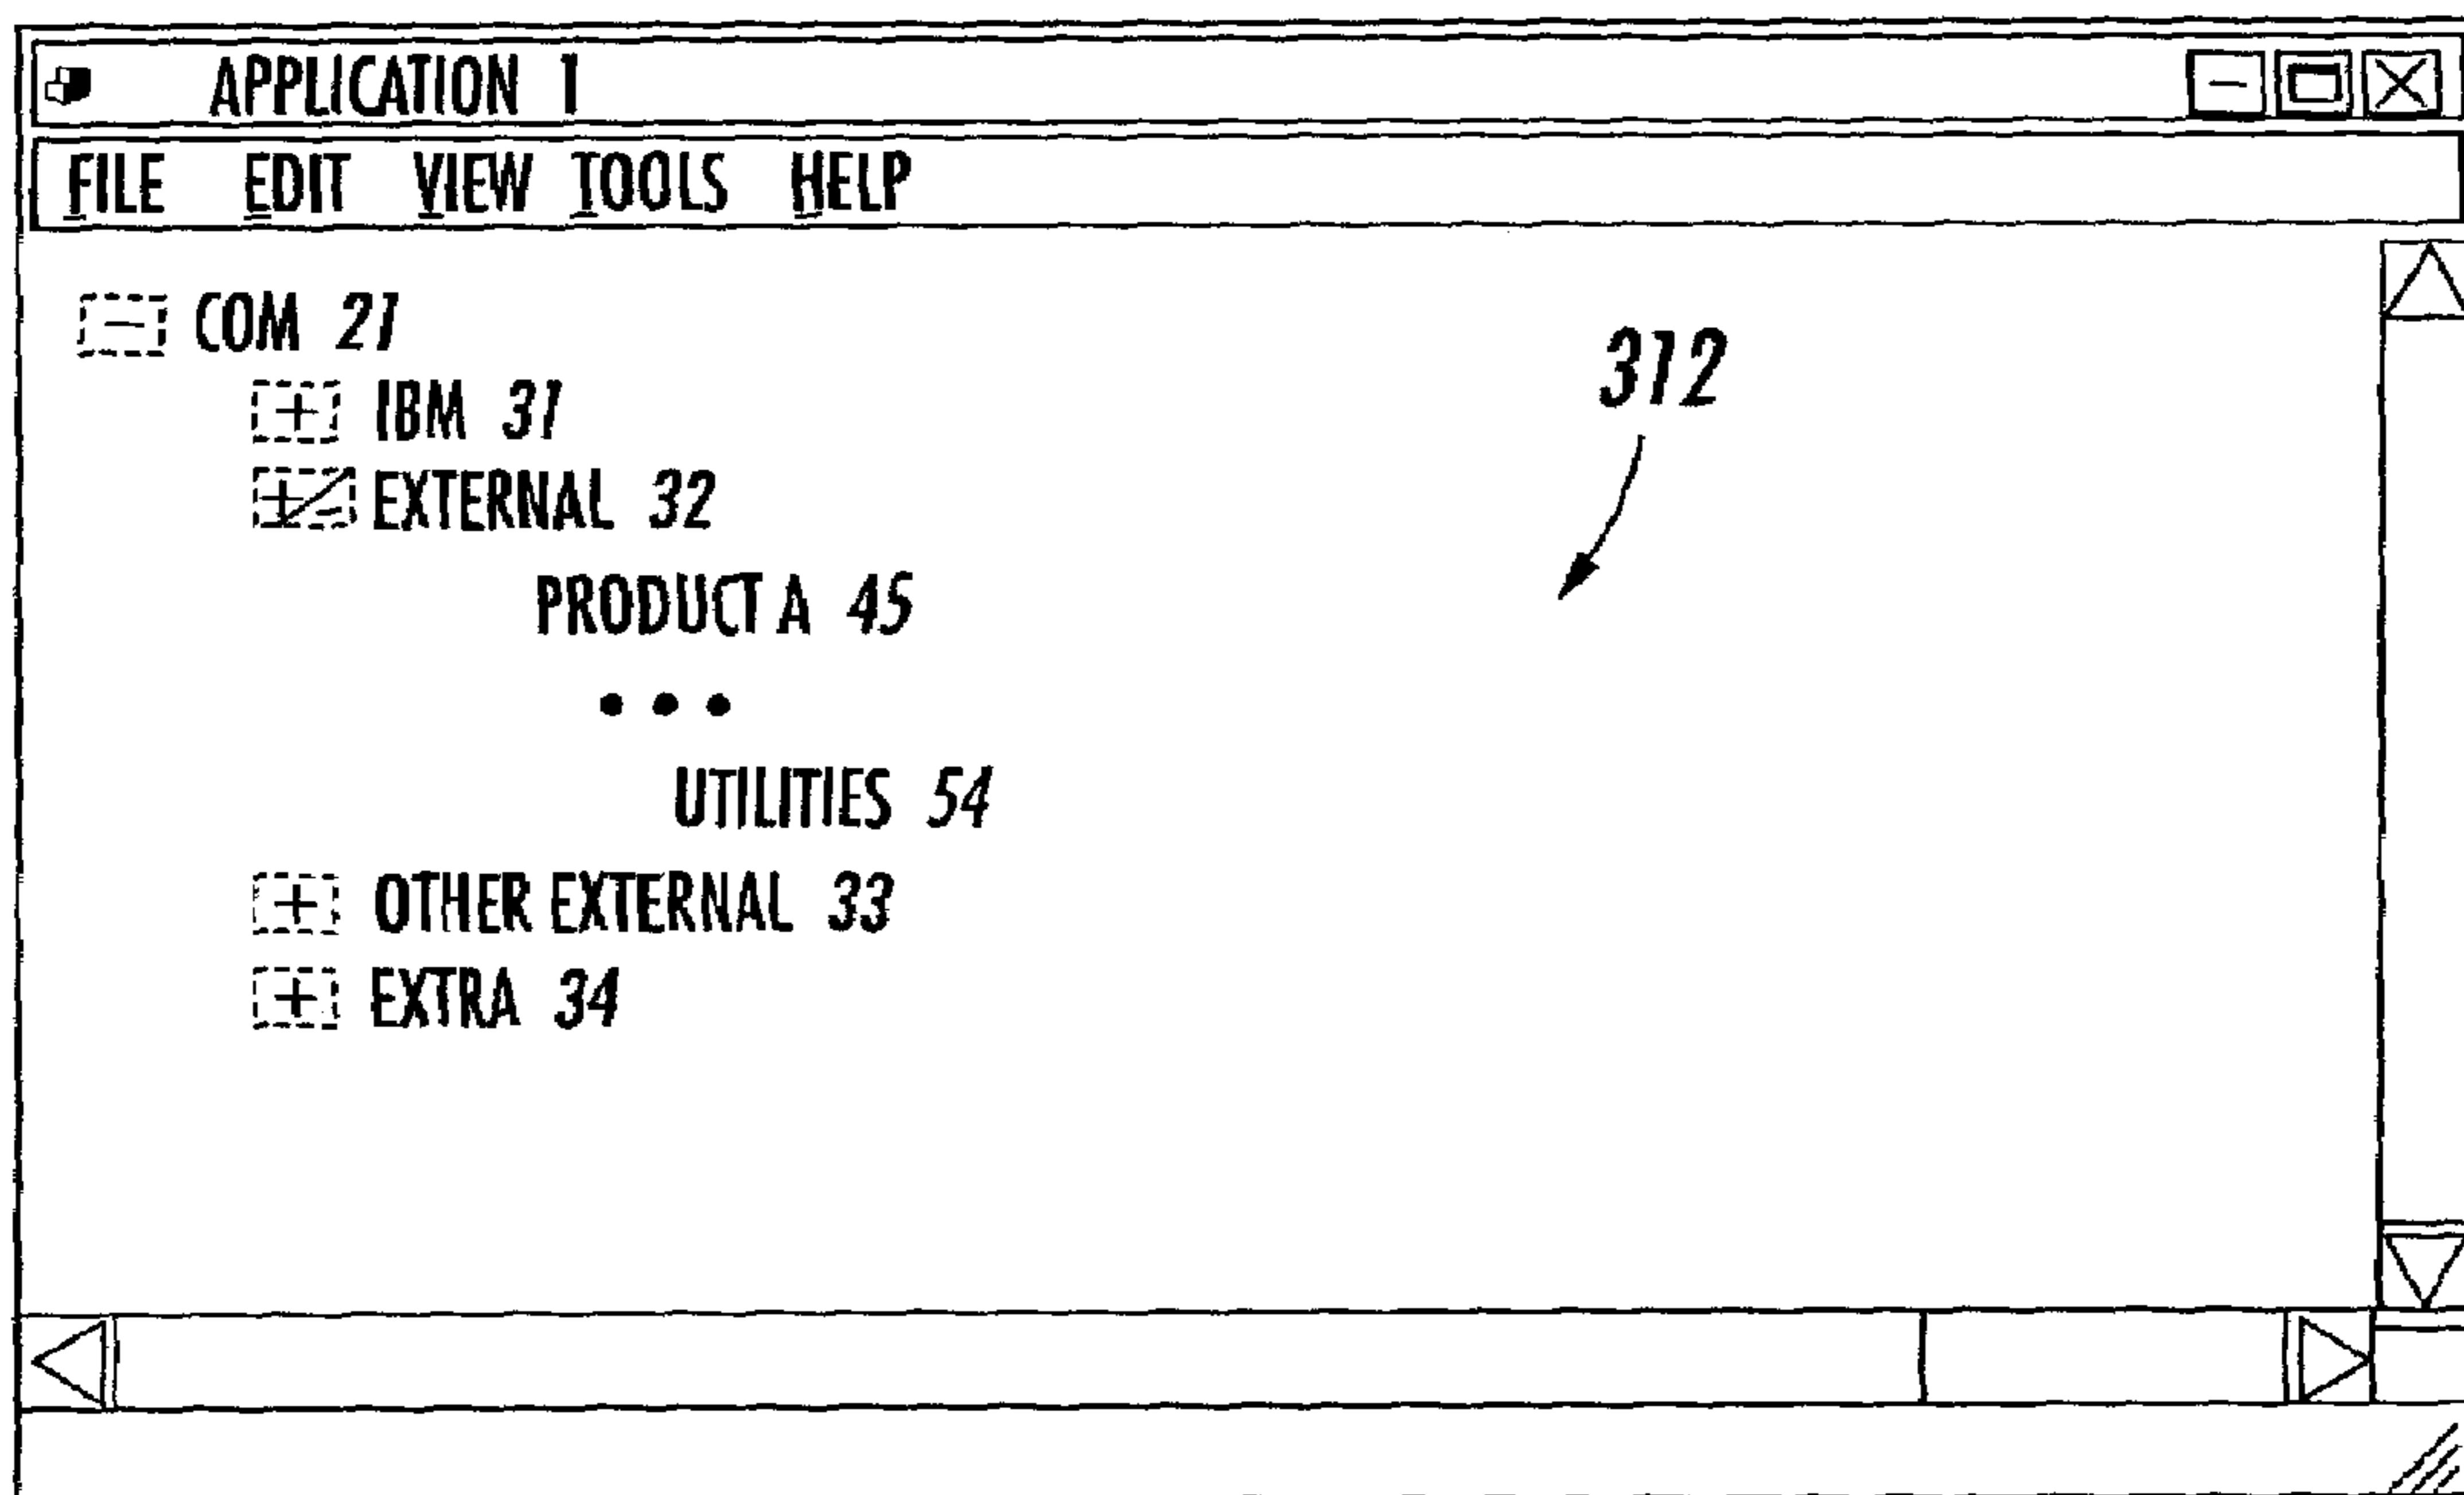 APPLICATION 1
FILE EDIT VIEW TOOLS HELP
COM 21
312
IBM 31
EXTERNAL 32
PRODUCT A 45
•••
UTILITIES 54
OTHER EXTERNAL 33
EXTRA 34